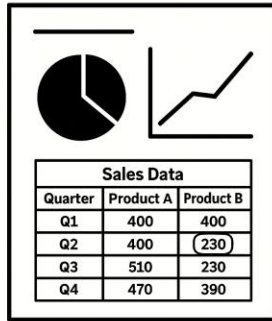 Sales Data
Quarter Product A Product B
Q1 400 400
Q2 400 230
Q3 510 230
Q4 470 390